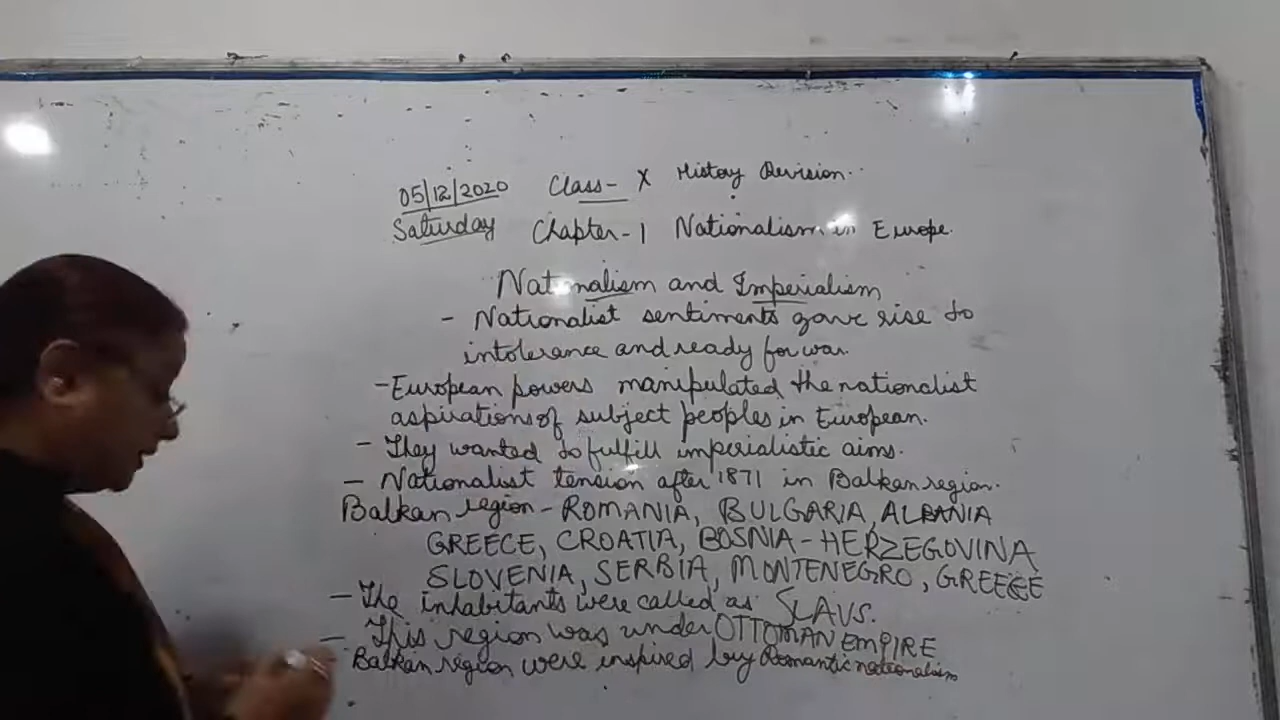 05/12/2020 Class- X History Revision..
Saturday Chapter-1 Nationalism in Europe.
Nationalism and Imperialism
- Nationalist sentiments gave rise to
intolerence and ready for war.
- European powers manipulated the nationalist
aspirations of subject peoples in European.
- They wanted to fulfill imperialistic aims.
- Nationalist tension after 1871 in Balkan region.
Balkan region - ROMANIA, BULGARIA, ALBANIA
GREECE, CROATIA, BOSNIA-HERZEGOVINA
SLOVENIA, SERBIA, MONTENEGRO, GREECE
- The inhabitants were called as SLAVS.
- This region was under OTTOMAN EMPIRE
Balkan region were inspired by Romantic nationalism